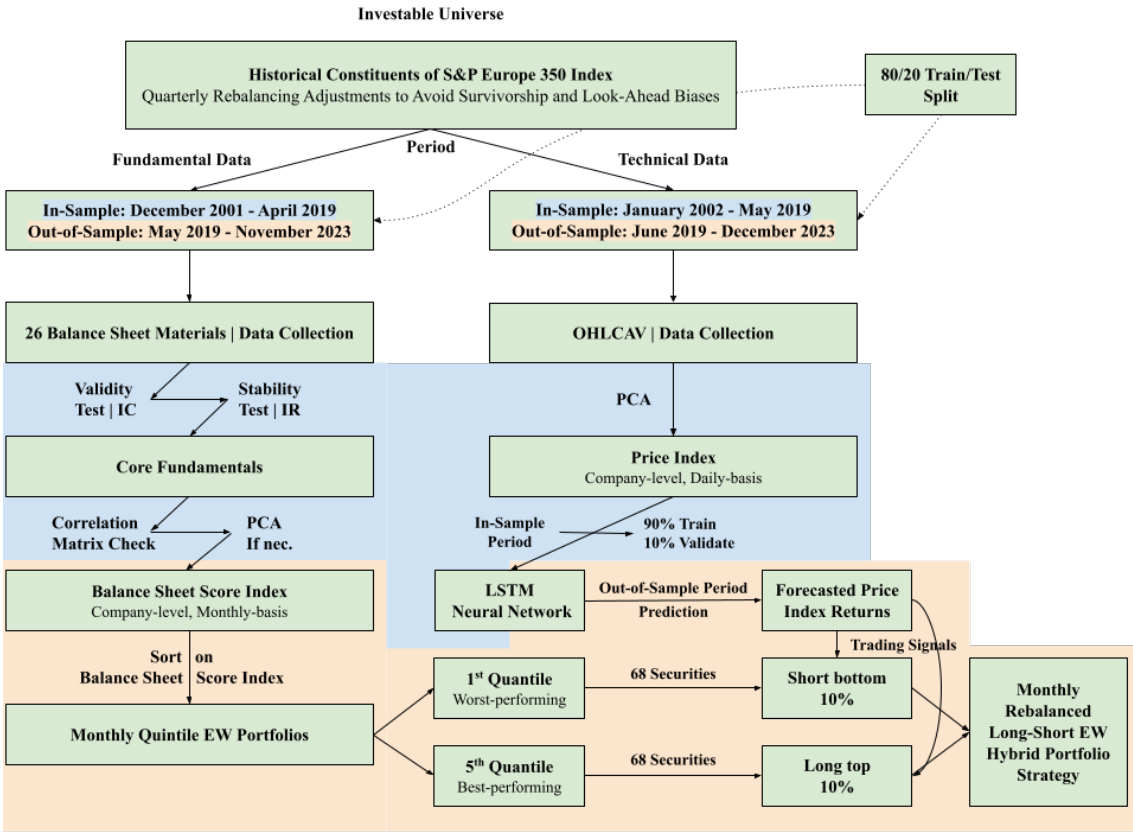 Investable Universe
Historical Constituents of S&P Europe 350 Index
Quarterly Rebalancing Adjustments to Avoid Survivorship and Look-Ahead Biases
80/20 Train/Test
Split
Period
Fundamental Data
Technical Data
In-Sample: December 2001 - April 2019
Out-of-Sample: May 2019 - November 2023
In-Sample: January 2002 - May 2019
Out-of-Sample: June 2019 - December 2023
26 Balance Sheet Materials | Data Collection
OHLCAV | Data Collection
Validity
Test | IC
Stability
Test | IR
PCA
Core Fundamentals
Price Index
Company-level, Daily-basis
Correlation
Matrix Check
PCA
If nec.
In-Sample
Period
90% Train
10% Validate
Balance Sheet Score Index
Company-level, Monthly-basis
LSTM
Neural Network
Out-of-Sample Period
Prediction
Forecasted Price
Index Returns
Trading Signals
Sort on
Balance Sheet Score Index
Monthly Quintile EW Portfolios
1st Quantile
Worst-performing
68 Securities
Short bottom
10%
5th Quantile
Best-performing
68 Securities
Long top
10%
Monthly
Rebalanced
Long-Short EW
Hybrid Portfolio
Strategy